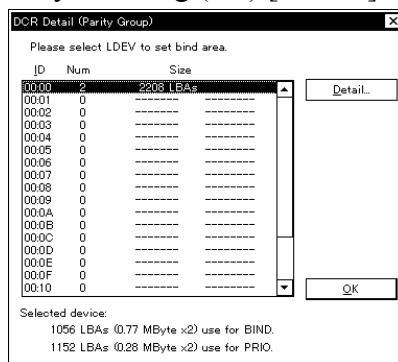 DCR Detail (Parity Group)
Please select LDEV to set bind area.
ID Num Size
00:00 2 2208 LBAs
00:01 0 ------- --------
00:02 0 ------- --------
00:03 0 ------- --------
00:04 0 ------- --------
00:05 0 ------- --------
00:06 0 ------- --------
00:07 0 ------- --------
00:08 0 ------- --------
00:09 0 ------- --------
00:0A 0 ------- --------
00:0B 0 ------- --------
00:0C 0 ------- --------
00:0D 0 ------- --------
00:0E 0 ------- --------
00:0F 0 ------- --------
00:10 0 ------- --------
Detail...
OK
Selected device:
1056 LBAs (0.77 MByte x2) use for BIND.
1152 LBAs (0.28 MByte x2) use for PRIO.